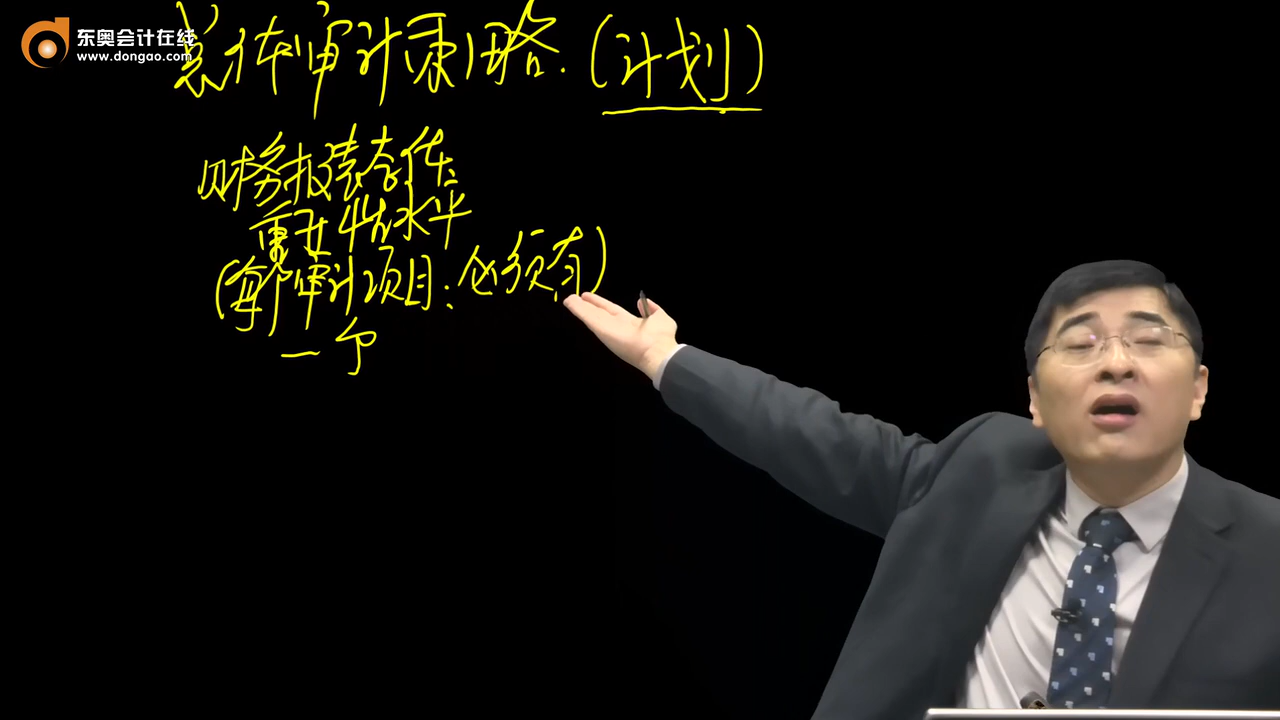 东奥会计在线
www.dongao.com
总体审计策略.(计划)
财务报表整体
重要性水平
(每个审计项目:必须有)
一个